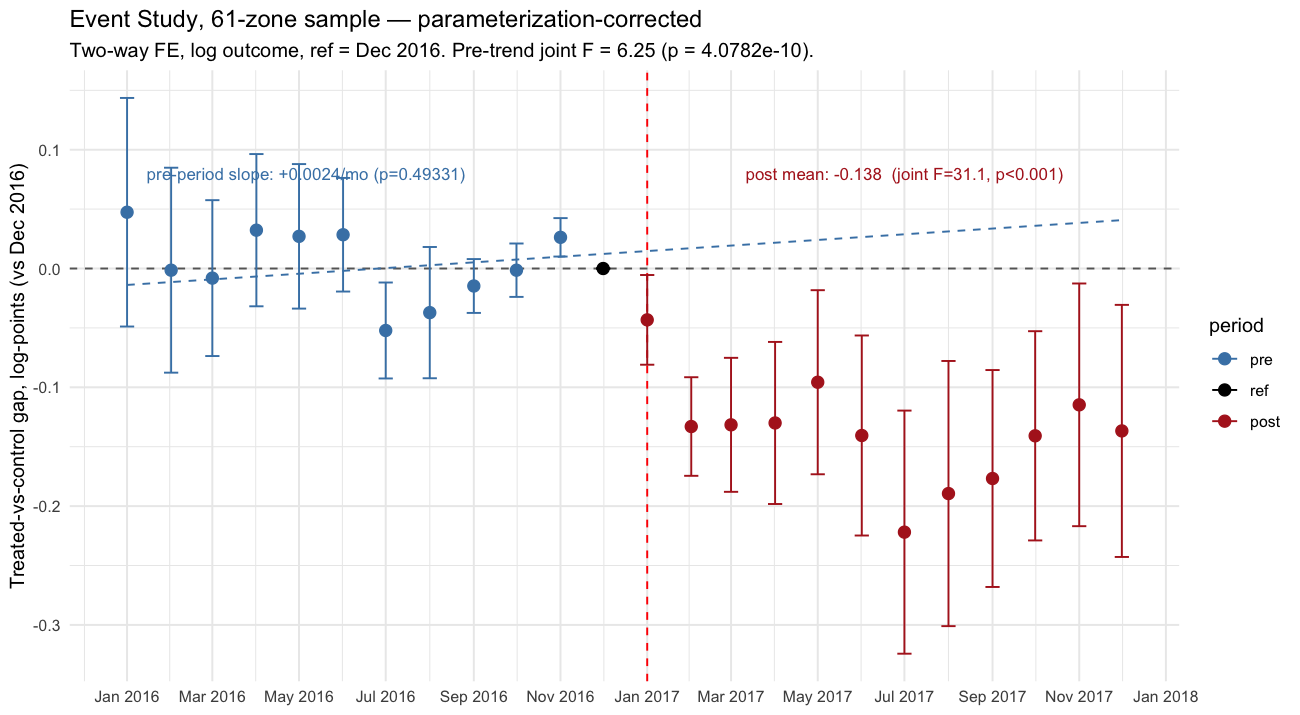 Event Study, 61-zone sample — parameterization-corrected
Two-way FE, log outcome, ref = Dec 2016. Pre-trend joint F = 6.25 (p = 4.0782e-10).
Treated-vs-control gap, log-points (vs Dec 2016)
0.1
0.0
-0.1
-0.2
-0.3
pre-period slope: +0.0024/mo (p=0.49331)
post mean: -0.138 (joint F=31.1, p<0.001)
Jan 2016 Mar 2016 May 2016 Jul 2016 Sep 2016 Nov 2016 Jan 2017 Mar 2017 May 2017 Jul 2017 Sep 2017 Nov 2017 Jan 2018
period
pre
ref
post